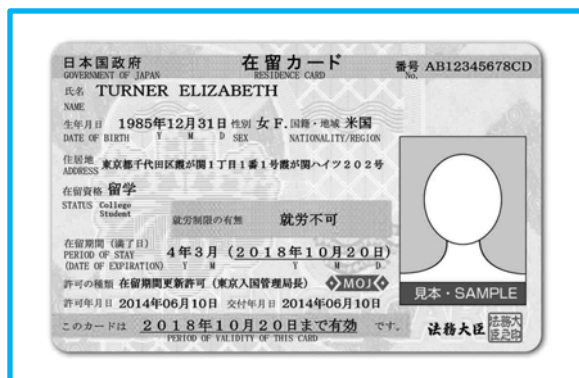 日本国政府 在留カード 番号 AB12345678CD
GOVERNMENT OF JAPAN RESIDENCE CARD No.
氏名 TURNER ELIZABETH
NAME
生年月日 1985年12月31日 性別 女 F. 国籍・地域 米国
DATE OF BIRTH Y M D SEX NATIONALITY/REGION
住居地 東京都千代田区霞が関1丁目1番1号霞が関ハイツ202号
ADDRESS
在留資格 留学
STATUS College Student
就労制限の有無 就労不可
在留期間(満了日) 4年3月(2018年10月20日)
PERIOD OF STAY Y M Y M D
(DATE OF EXPIRATION)
許可の種類 在留期間更新許可(東京入国管理局長) MOJ
許可年月日 2014年06月10日 交付年月日 2014年06月10日
見本・SAMPLE
このカードは 2018年10月20日まで有効 です。
PERIOD OF VALIDITY OF THIS CARD
法務大臣 法務大臣之印